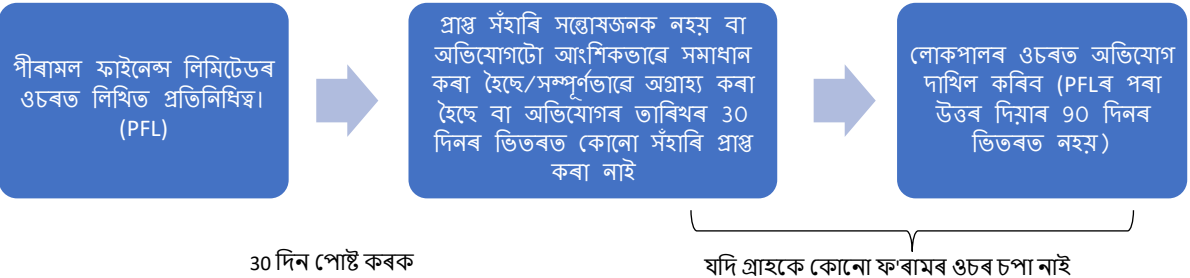 পীৰামল ফাইনেন্স লিমিটেডৰ
ওচৰত লিখিত প্ৰতিনিধিত্ব।
(PFL)
প্ৰাপ্ত সঁহাৰি সন্তোষজনক নহয় বা
অভিযোগটো আংশিকভাৱে সমাধান
কৰা হৈছে/সম্পূৰ্ণভাৱে অগ্ৰাহ্য কৰা
হৈছে বা অভিযোগৰ তাৰিখৰ 30
দিনৰ ভিতৰত কোনো সঁহাৰি প্ৰাপ্ত
কৰা নাই
লোকপালৰ ওচৰত অভিযোগ
দাখিল কৰিব (PFLৰ পৰা
উত্তৰ দিয়াৰ 90 দিনৰ
ভিতৰত নহয়)
30 দিন পোষ্ট কৰক
যদি গ্ৰাহকে কোনো ফ'ৰামৰ ওচৰ চপা নাই